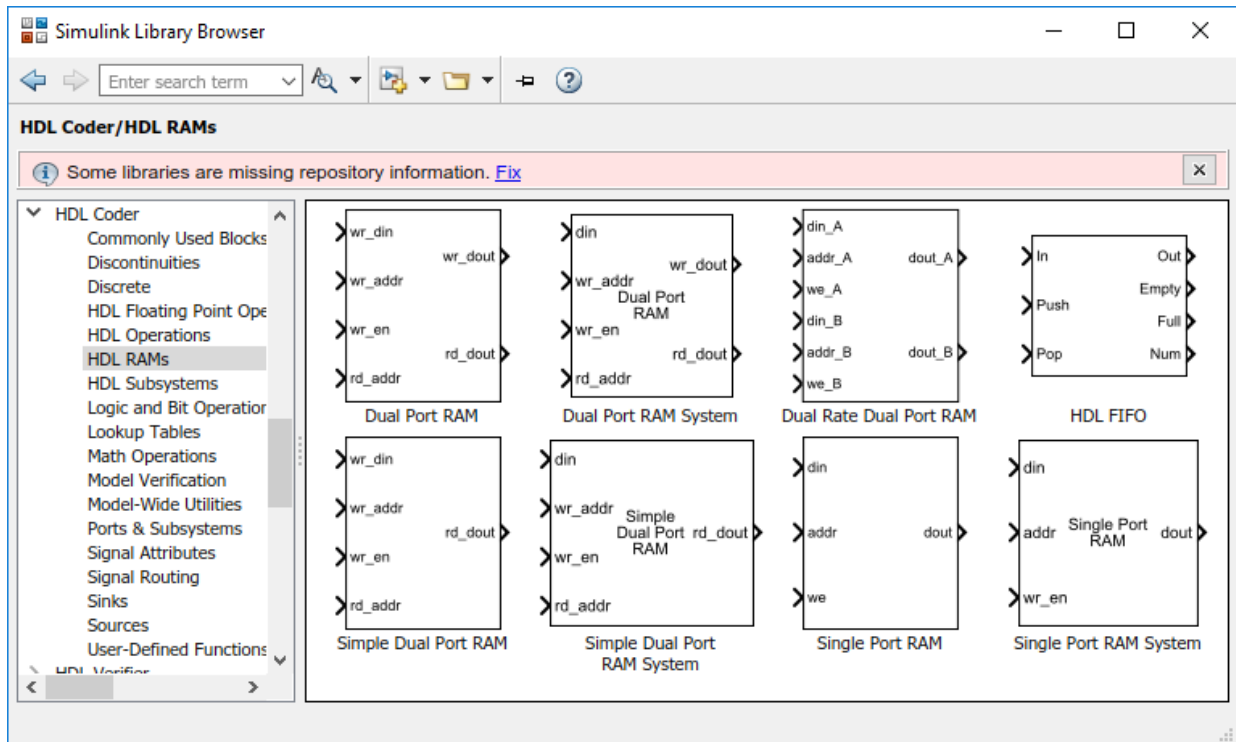 Simulink Library Browser
Enter search term
HDL Coder/HDL RAMs
Some libraries are missing repository information. Fix
HDL Coder
Commonly Used Blocks
Discontinuities
Discrete
HDL Floating Point Ope
HDL Operations
HDL RAMs
HDL Subsystems
Logic and Bit Operation
Lookup Tables
Math Operations
Model Verification
Model-Wide Utilities
Ports & Subsystems
Signal Attributes
Signal Routing
Sinks
Sources
User-Defined Functions
HDL Verifier
wr_din
wr_dout
wr_addr
wr_en
rd_dout
rd_addr
Dual Port RAM
din
wr_dout
wr_addr
Dual Port
RAM
wr_en
rd_dout
rd_addr
Dual Port RAM System
din_A
addr_A dout_A
we_A
din_B
addr_B dout_B
we_B
Dual Rate Dual Port RAM
In Out
Empty
Push
Full
Pop Num
HDL FIFO
wr_din
wr_addr
rd_dout
wr_en
rd_addr
Simple Dual Port RAM
din
wr_addr
Simple
Dual Port rd_dout
RAM
wr_en
rd_addr
Simple Dual Port
RAM System
din
addr dout
we
Single Port RAM
din
Single Port
addr dout
RAM
wr_en
Single Port RAM System